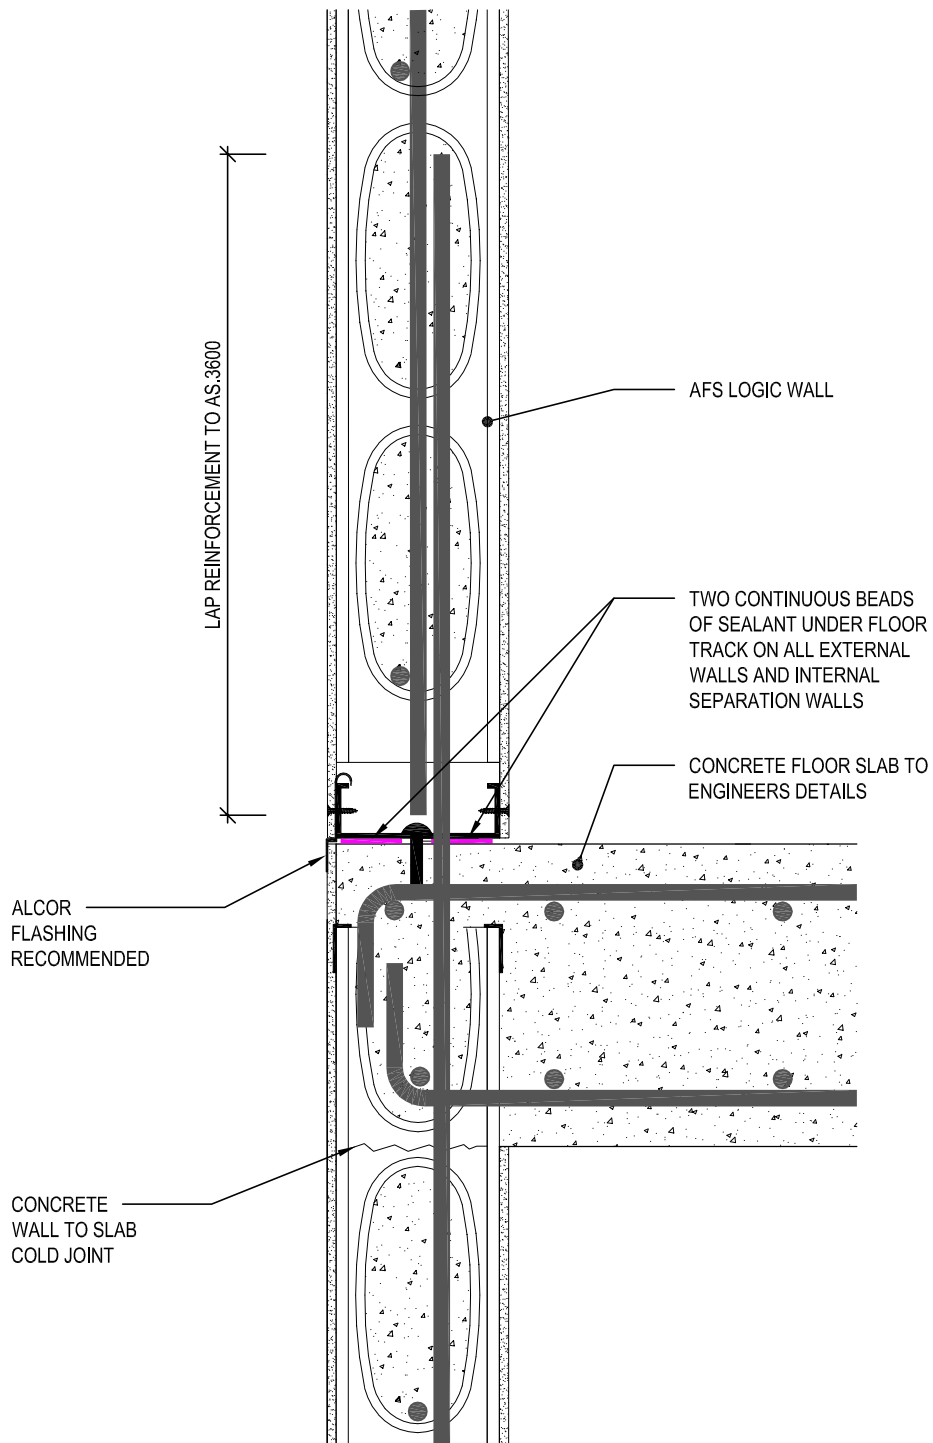 LAP REINFORCEMENT TO AS.3600
AFS LOGIC WALL
TWO CONTINUOUS BEADS
OF SEALANT UNDER FLOOR
TRACK ON ALL EXTERNAL
WALLS AND INTERNAL
SEPARATION WALLS
CONCRETE FLOOR SLAB TO
ENGINEERS DETAILS
ALCOR
FLASHING
RECOMMENDED
CONCRETE
WALL TO SLAB
COLD JOINT